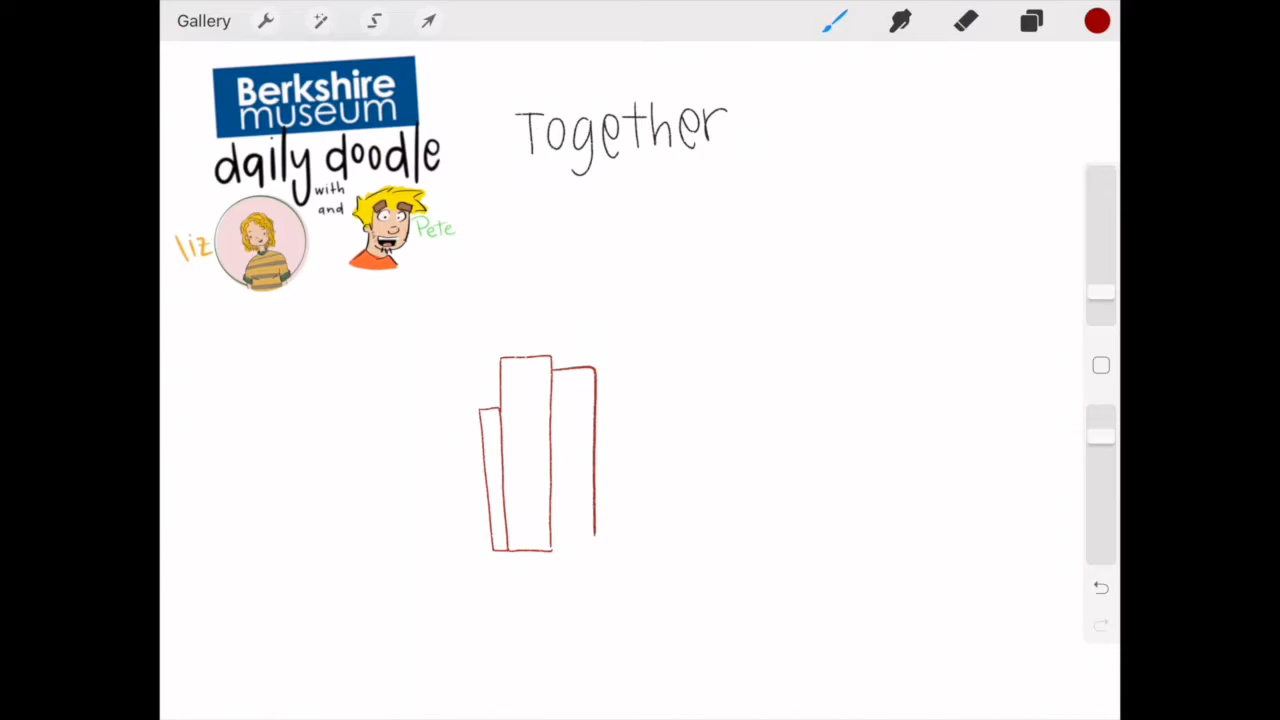 Gallery
Berkshire
museum
daily doodle
with
and
liz
Pete
Together